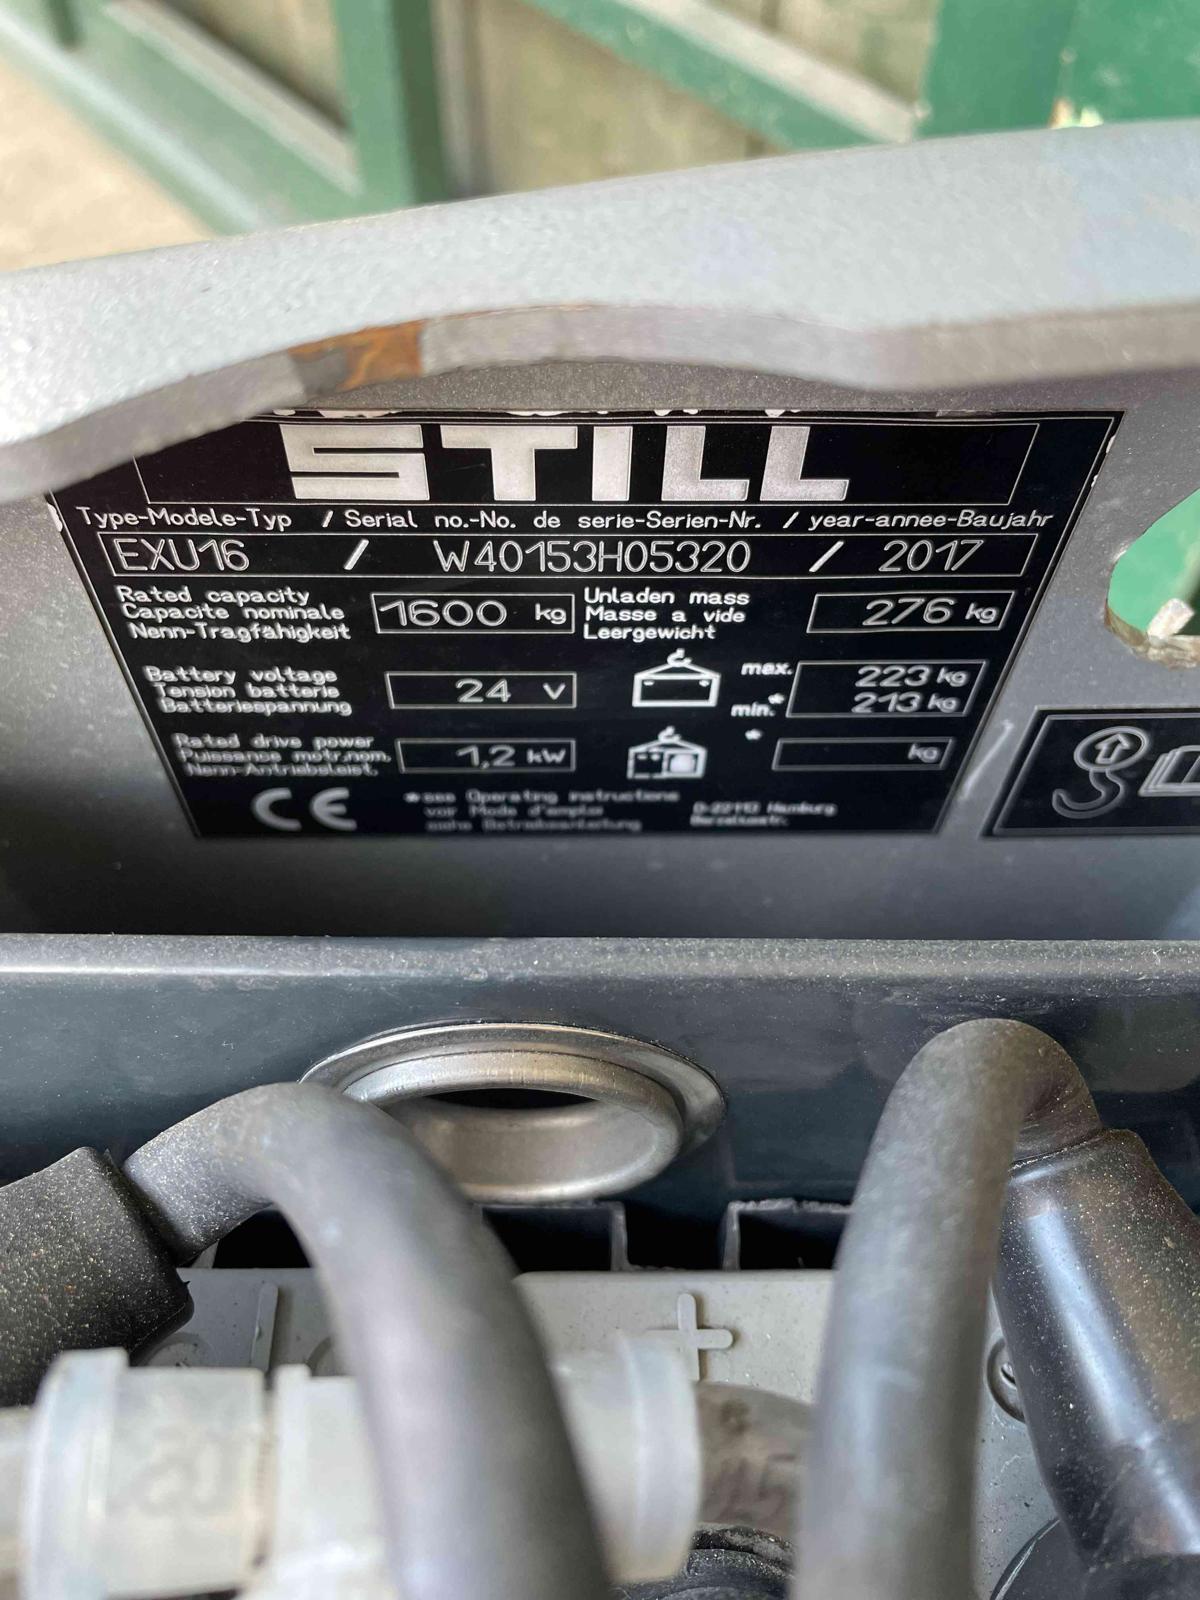 STILL
Type-Modele-Typ / Serial no.-No. de serie-Serien-Nr. / year-annee-Baujahr
EXU16 / W40153H05320 / 2017
Rated capacity
Capacite nominale
Nenn-Tragfähigkeit
1600 kg
Unladen mass
Masse a vide
Leergewicht
276 kg
Battery voltage
Tension batterie
Batteriespannung
24 V
max. 223 kg
min.* 213 kg
Rated drive power
Puissance motr.nom.
Nenn-Antriebsleist.
1,2 kW
* kg
CE
*see Operating instructions
voir Mode d'emploi
siehe Betriebsanleitung
D-22113 Hamburg
Berzeliusstr.
+